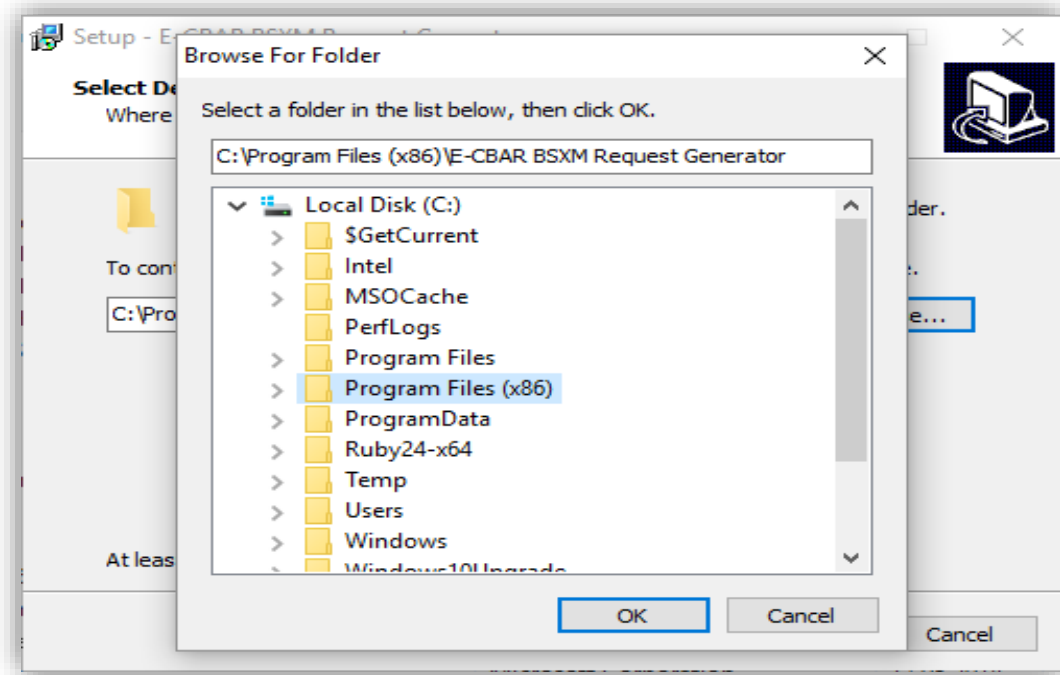 Setup - E-CBAR BSXM Request Generator
Browse For Folder
Select De
Where
Select a folder in the list below, then click OK.
C:\Program Files (x86)\E-CBAR BSXM Request Generator
Local Disk (C:)
der.
$GetCurrent
To cont
Intel
e.
MSOCache
C:\Pro
e...
PerfLogs
Program Files
Program Files (x86)
ProgramData
Ruby24-x64
Temp
Users
Windows
At leas
Windows10Upgrade
OK
Cancel
Cancel